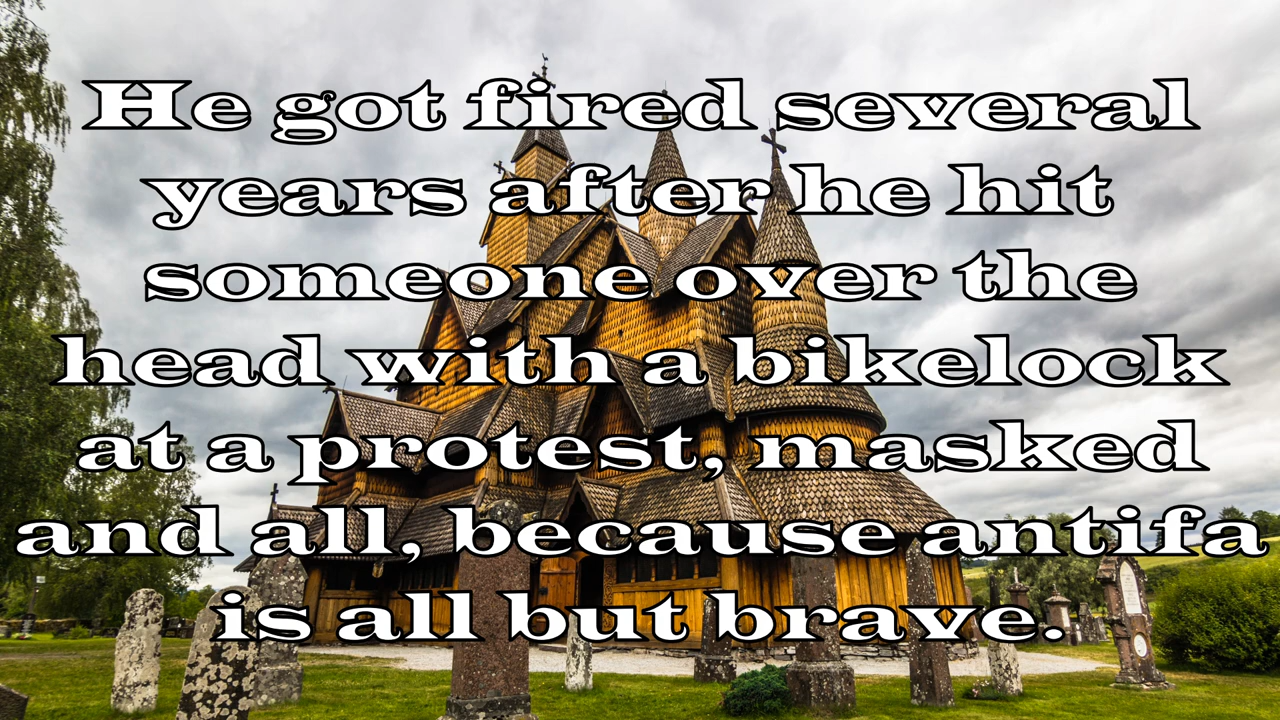 He got fired several
years after he hit
someone over the
head with a bikelock
at a protest, masked
and all, because antifa
is all but brave.